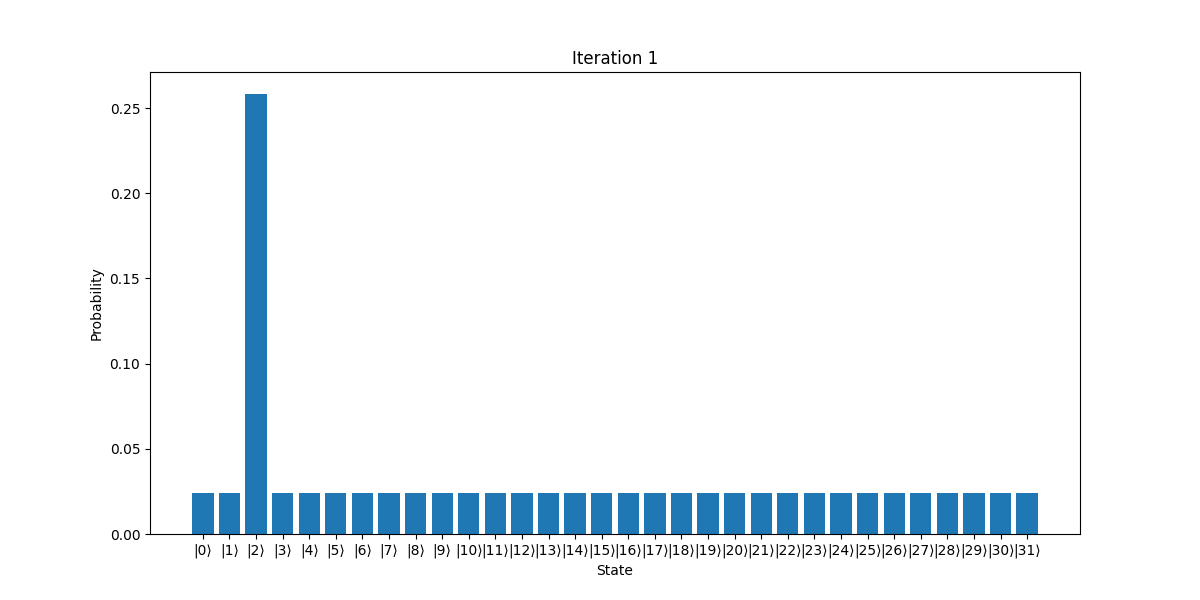 Iteration 1
0.25
0.20
0.15
0.10
0.05
0.00
Probability
|0⟩ |1⟩ |2⟩ |3⟩ |4⟩ |5⟩ |6⟩ |7⟩ |8⟩ |9⟩ |10⟩ |11⟩ |12⟩ |13⟩ |14⟩ |15⟩ |16⟩ |17⟩ |18⟩ |19⟩ |20⟩ |21⟩ |22⟩ |23⟩ |24⟩ |25⟩ |26⟩ |27⟩ |28⟩ |29⟩ |30⟩ |31⟩
State